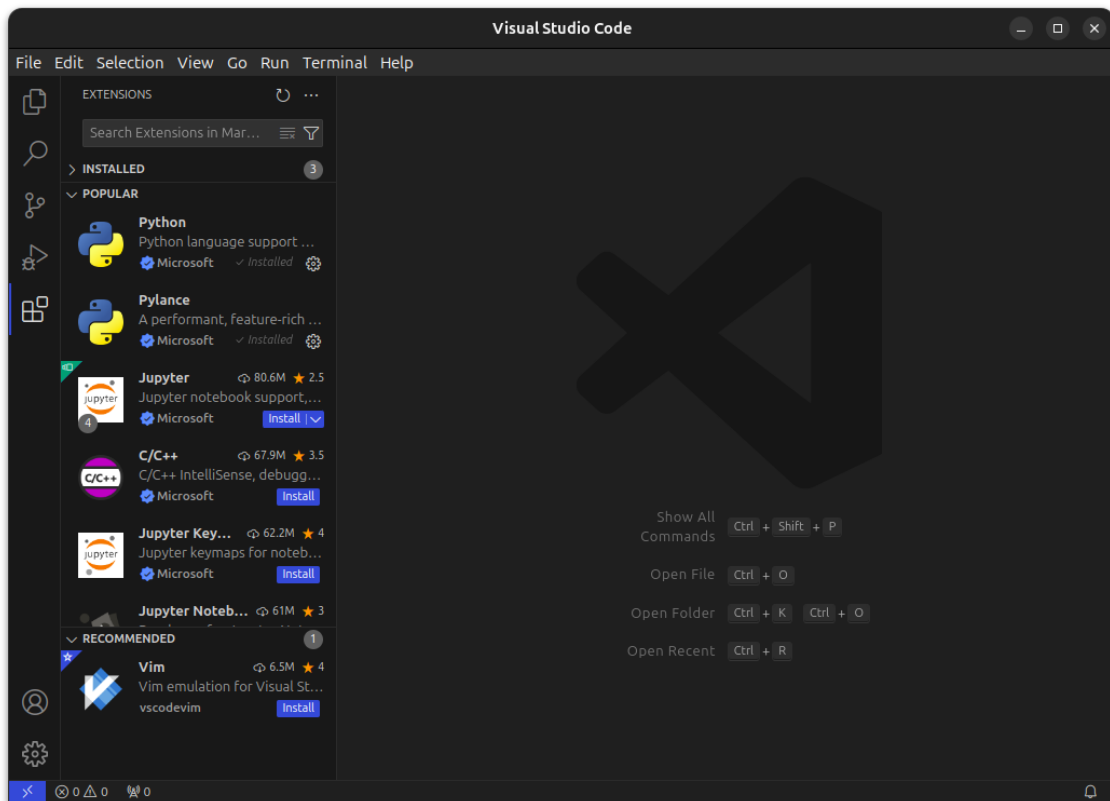 Visual Studio Code
File Edit Selection View Go Run Terminal Help
EXTENSIONS
Search Extensions in Mar...
INSTALLED 3
POPULAR
Python
Python language support ...
Microsoft Installed
Pylance
A performant, feature-rich ...
Microsoft Installed
Jupyter 80.6M 2.5
jupyter
Jupyter notebook support,...
4
Microsoft Install
C/C++ 67.9M 3.5
C/C++
C/C++ IntelliSense, debugg...
Microsoft Install
Jupyter Key... 62.2M 4
jupyter
Jupyter keymaps for noteb...
Microsoft Install
Jupyter Noteb... 61M 3
RECOMMENDED 1
Vim 6.5M 4
Vim emulation for Visual St...
vscodevim Install
Show All
Commands Ctrl + Shift + P
Open File Ctrl + O
Open Folder Ctrl + K Ctrl + O
Open Recent Ctrl + R
0 0 0